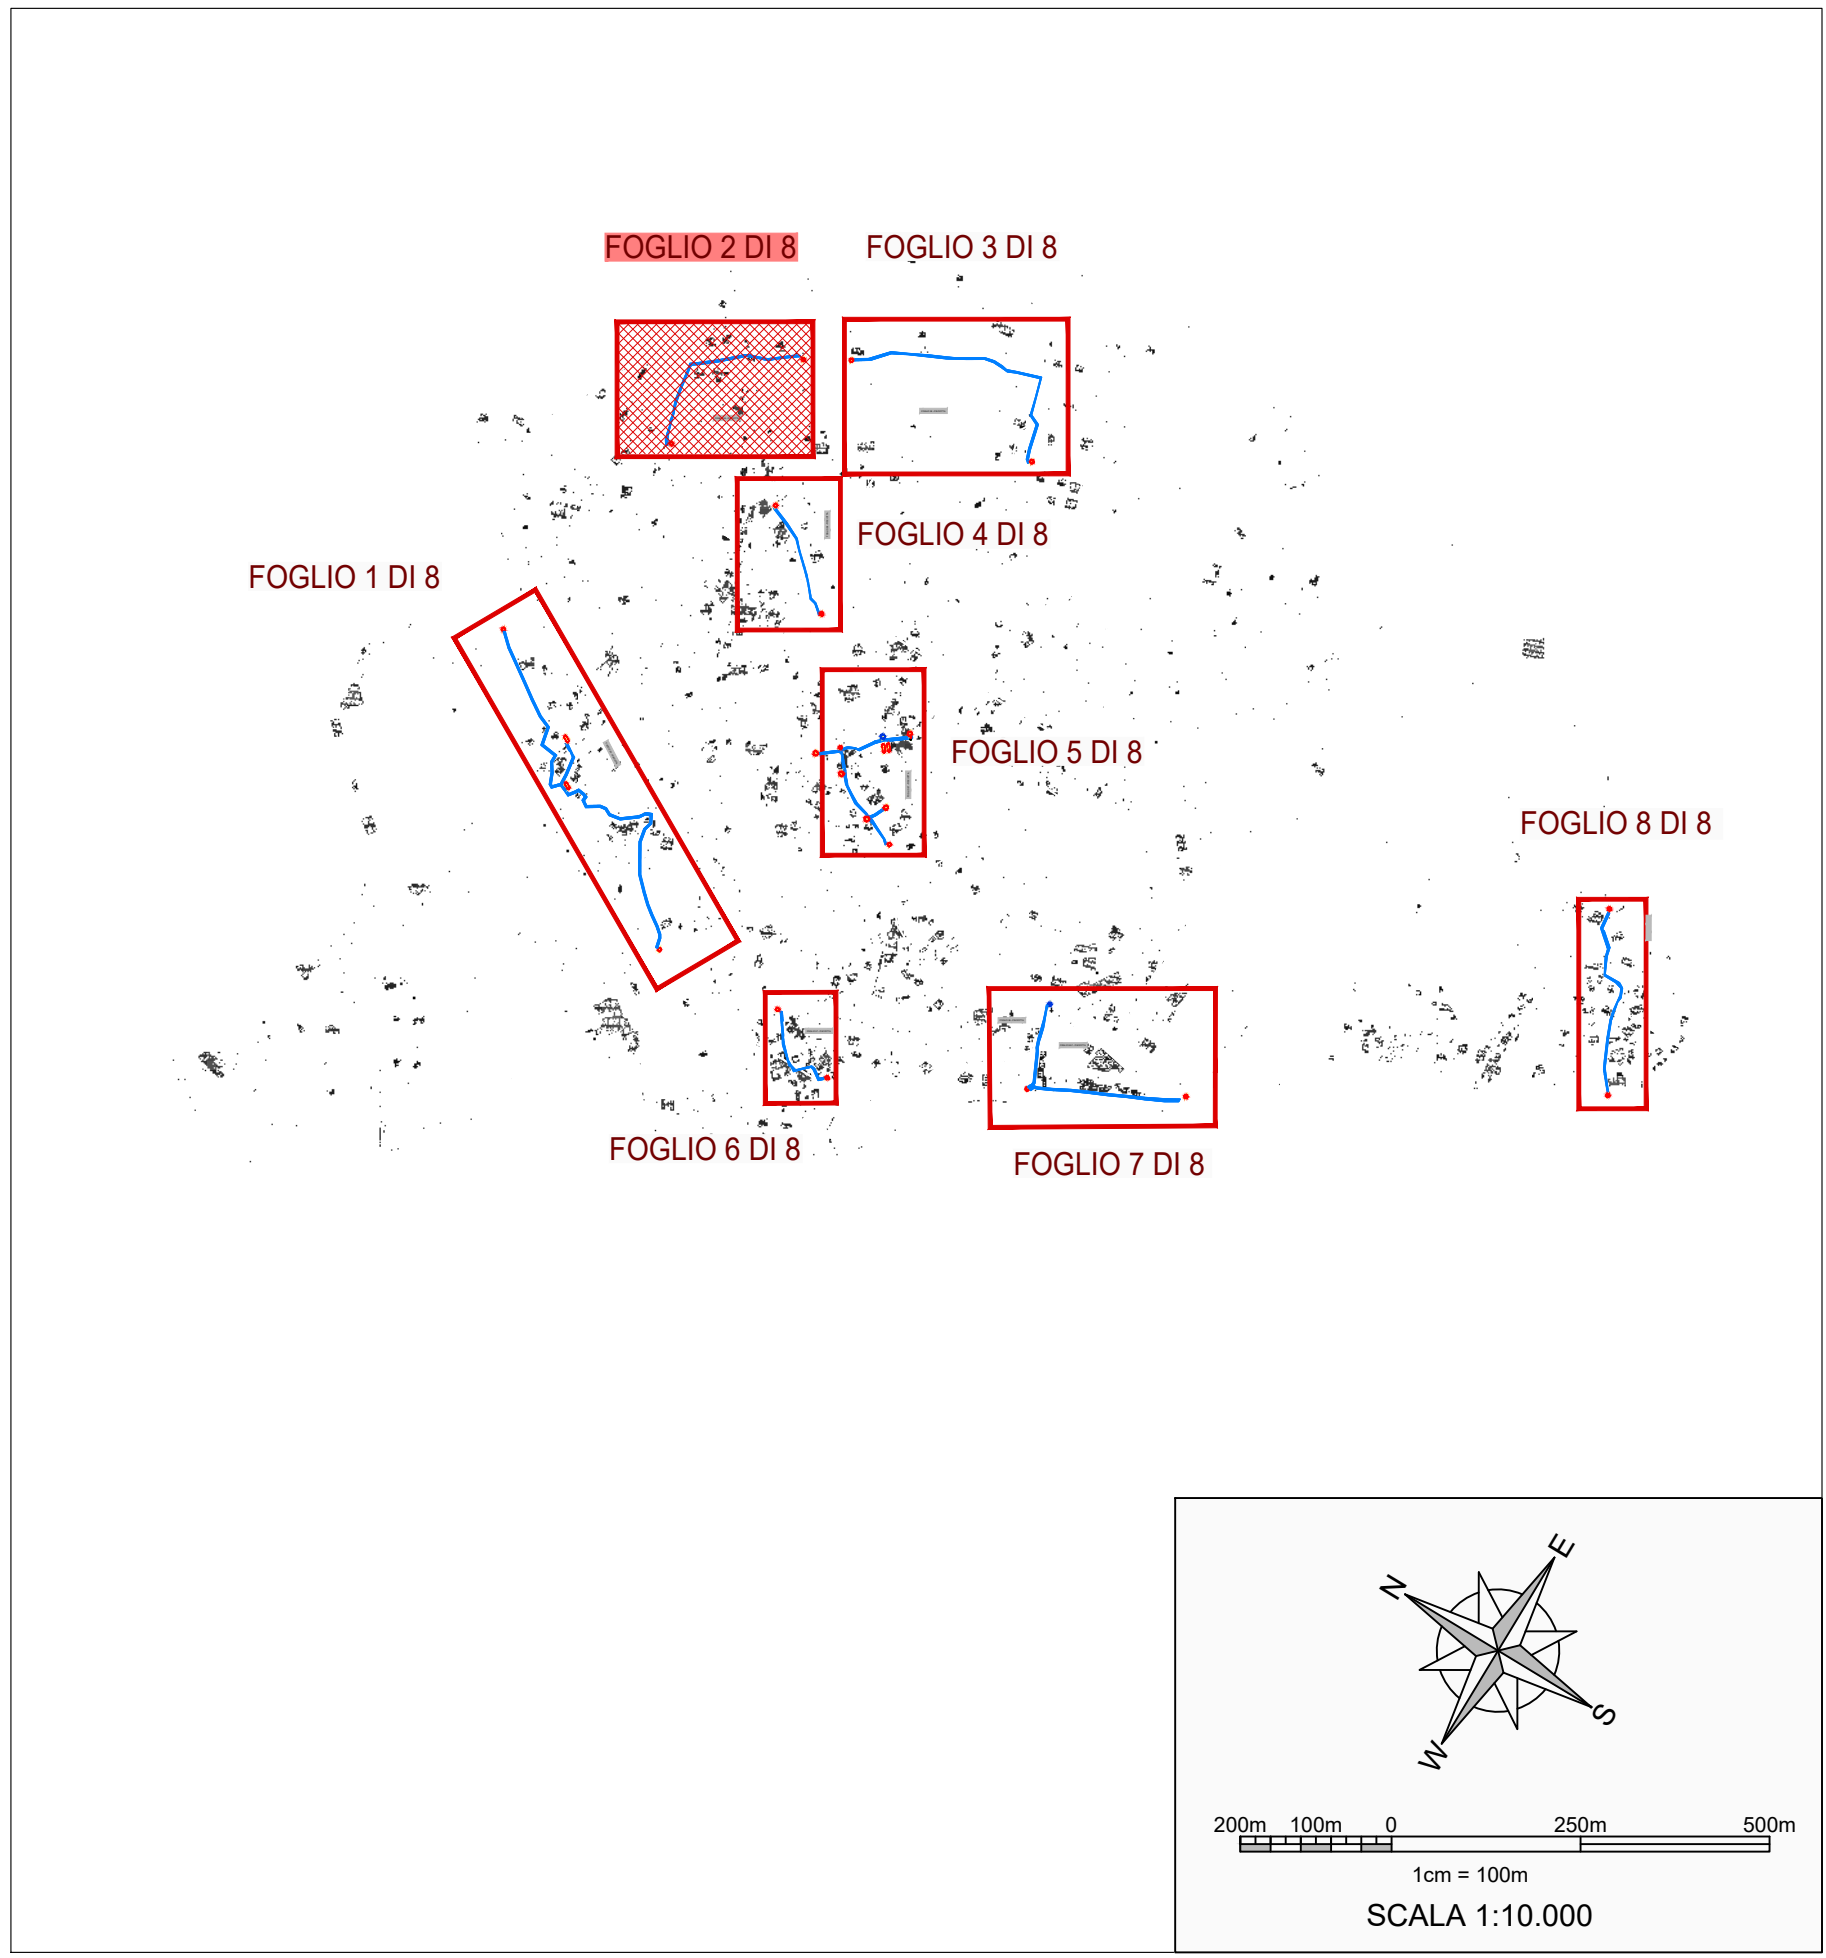 FOGLIO 2 DI 8
FOGLIO 3 DI 8
FOGLIO 4 DI 8
FOGLIO 1 DI 8
FOGLIO 5 DI 8
FOGLIO 8 DI 8
FOGLIO 6 DI 8
FOGLIO 7 DI 8
E
N
S
W
200m 100m 0 250m 500m
1cm = 100m
SCALA 1:10.000